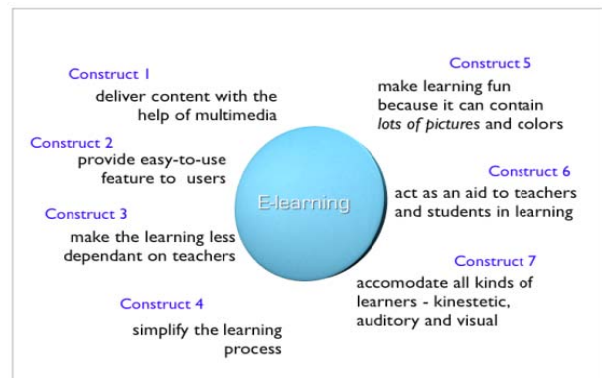 Construct 1
deliver content with the
help of multimedia
Construct 2
provide easy-to-use
feature to users
Construct 3
make the learning less
dependant on teachers
Construct 4
simplify the learning
process
E-learning
Construct 5
make learning fun
because it can contain
lots of pictures and colors
Construct 6
act as an aid to teachers
and students in learning
Construct 7
accomodate all kinds of
learners - kinestetic,
auditory and visual